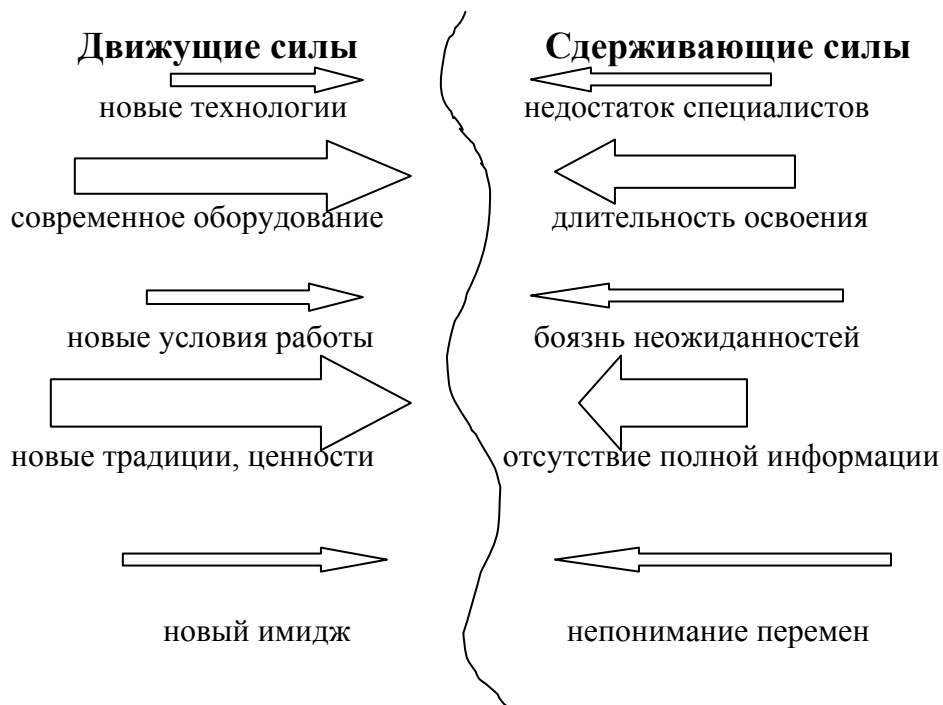 Движущие силы
Сдерживающие силы
новые технологии
недостаток специалистов
современное оборудование
длительность освоения
новые условия работы
боязнь неожиданностей
новые традиции, ценности
отсутствие полной информации
новый имидж
непонимание перемен